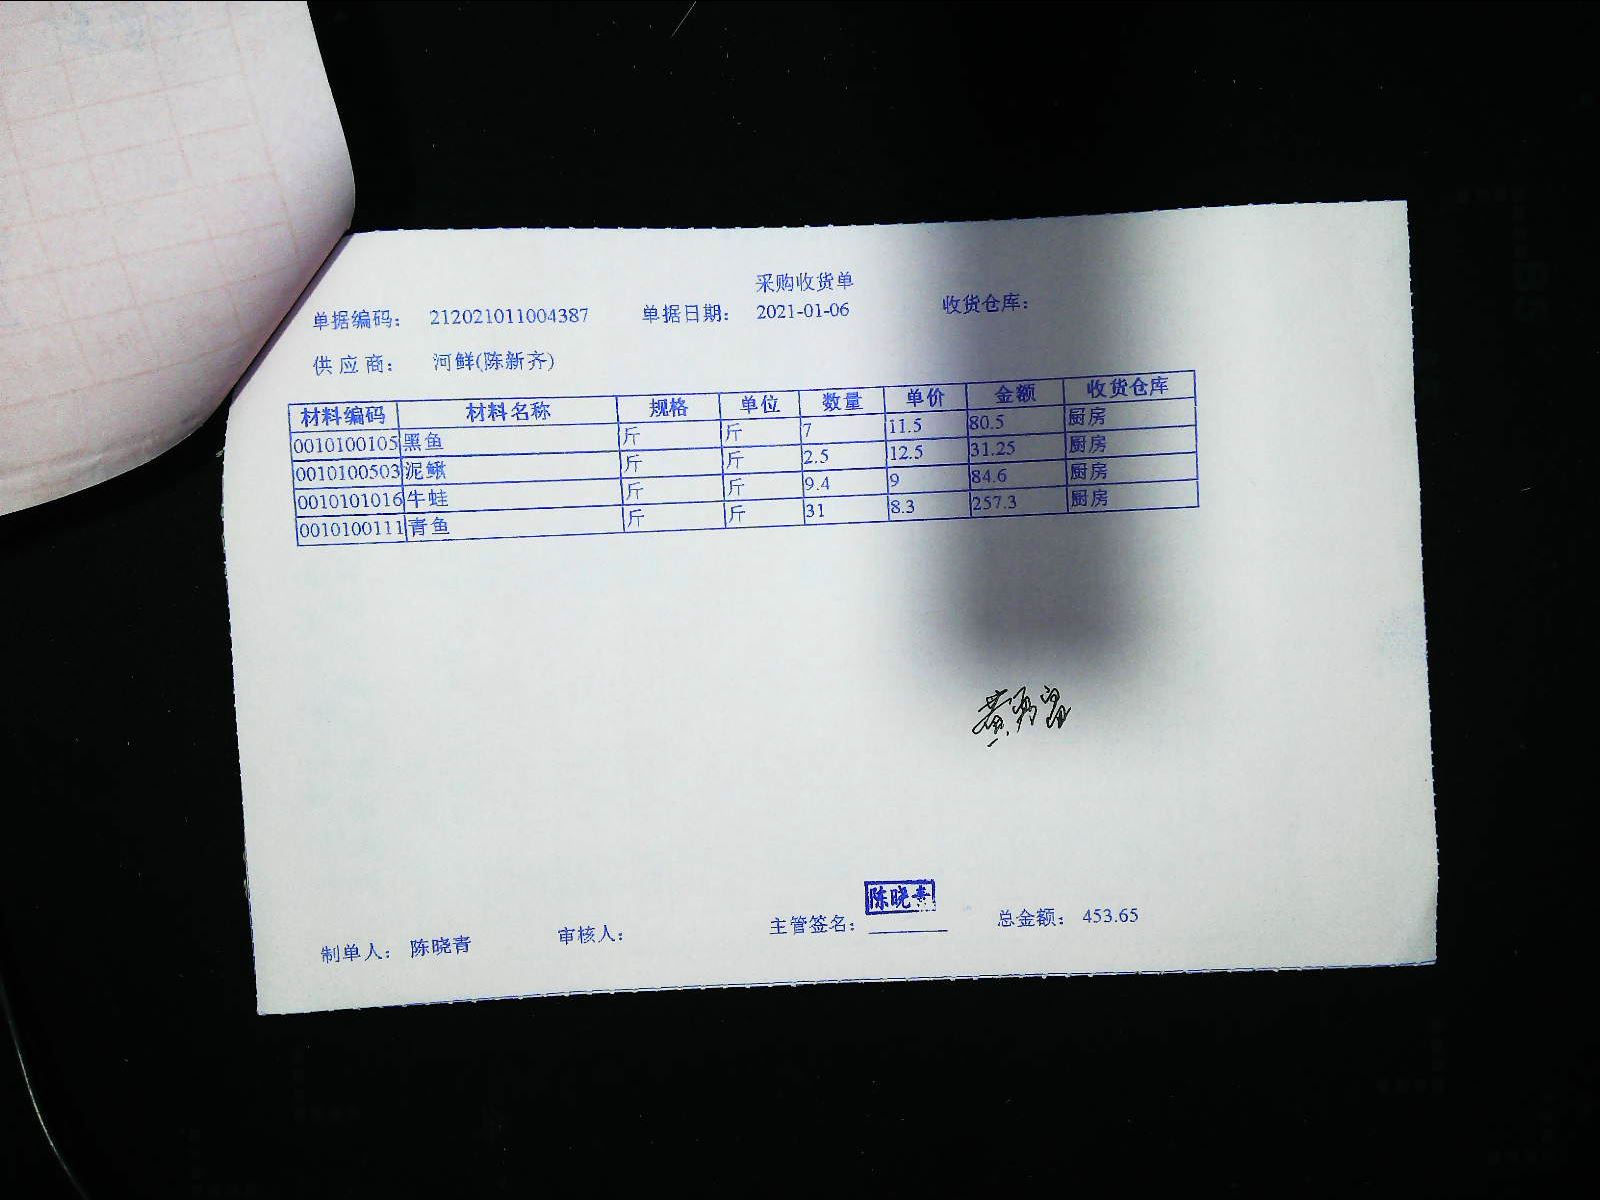 采购收货单
单据编码： 212021011004387 单据日期： 2021-01-06 收货仓库：
供应商： 河鲜(陈新齐)
材料编码 材料名称 规格 单位 数量 单价 金额 收货仓库
0010100105 黑鱼 斤 斤 7 11.5 80.5 厨房
0010100503 泥鳅 斤 斤 2.5 12.5 31.25 厨房
0010101016 牛蛙 斤 斤 9.4 9 84.6 厨房
0010100111 青鱼 斤 斤 31 8.3 257.3 厨房
陈晓青
制单人： 陈晓青 审核人： 主管签名： 总金额： 453.65